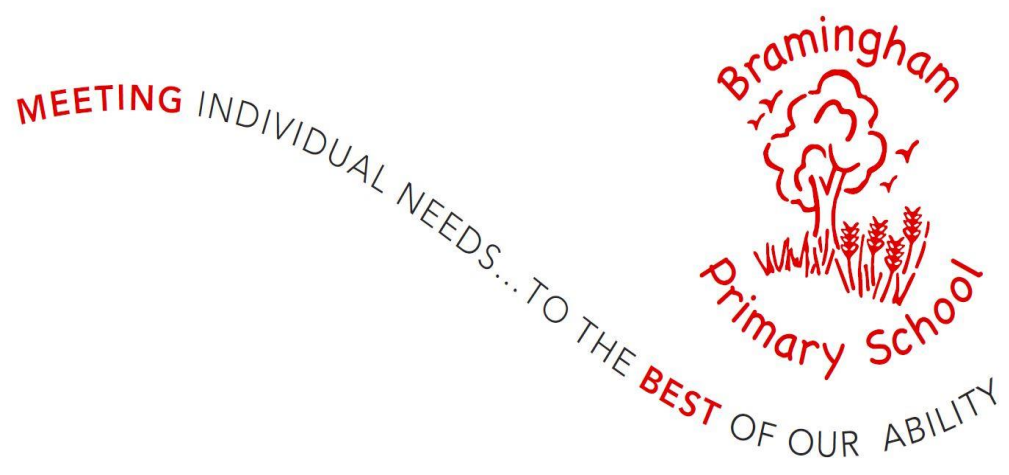 MEETING INDIVIDUAL NEEDS...TO THE BEST OF OUR ABILITY
Bramingham
Primary School